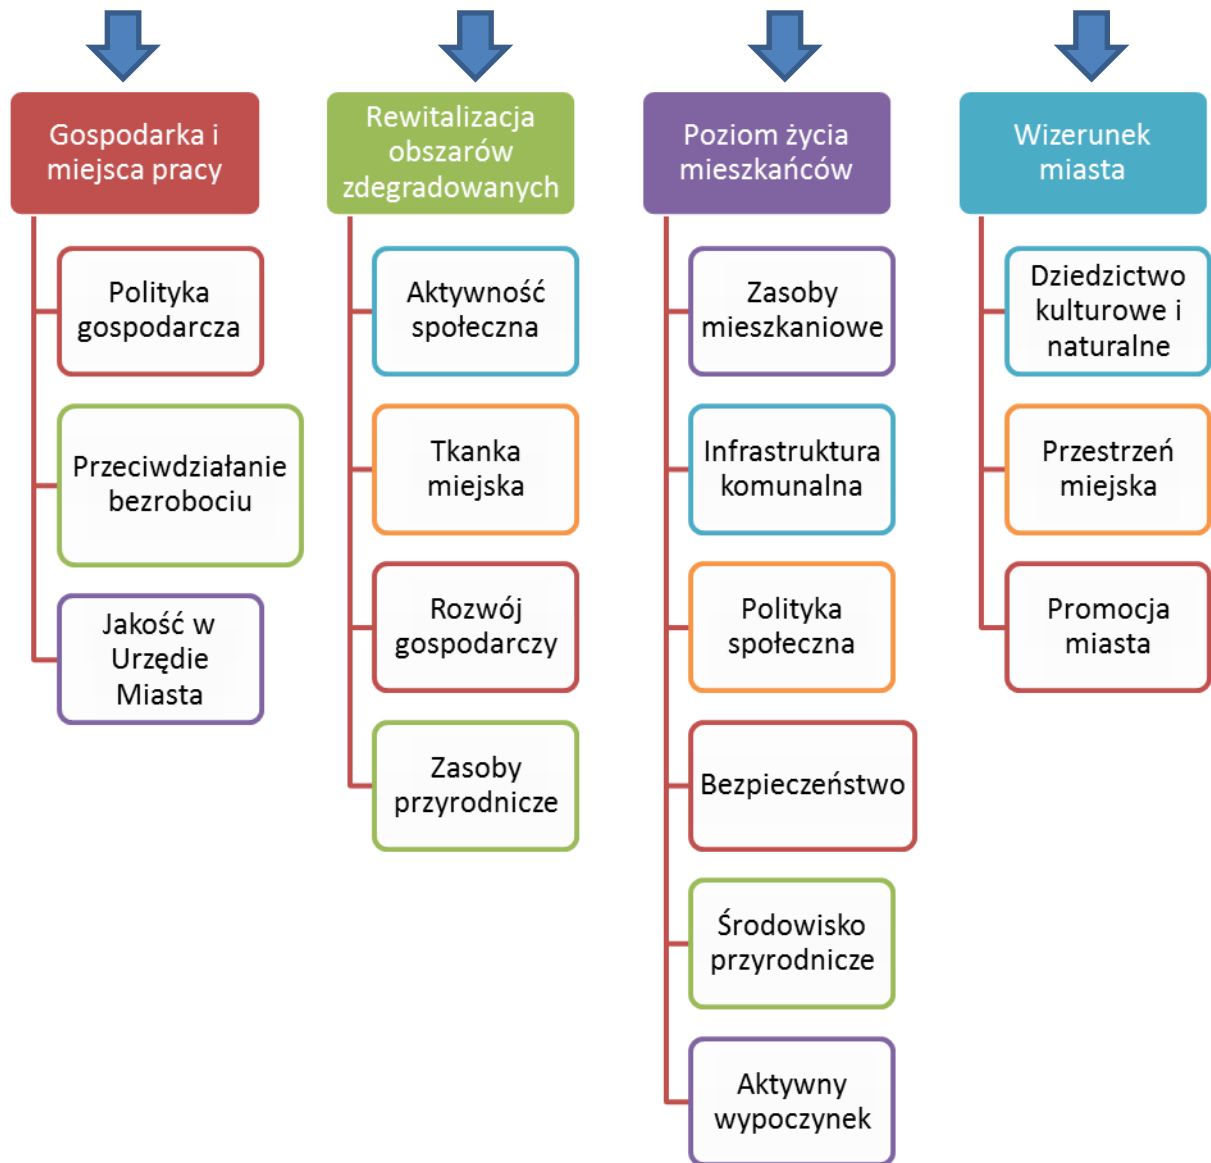 Gospodarka i
miejsca pracy
Polityka
gospodarcza
Przeciwdziałanie
bezrobociu
Jakość w
Urzędie
Miasta
Rewitalizacja
obszarów
zdegradowanych
Aktywność
społeczna
Tkanka
miejska
Rozwój
gospodarczy
Zasoby
przyrodnicze
Poziom życia
mieszkańców
Zasoby
mieszkaniowe
Infrastruktura
komunalna
Polityka
społeczna
Bezpieczeństwo
Środowisko
przyrodnicze
Aktywny
wypoczynek
Wizerunek
miasta
Dziedzictwo
kulturowe i
naturalne
Przestrzeń
miejska
Promocja
miasta